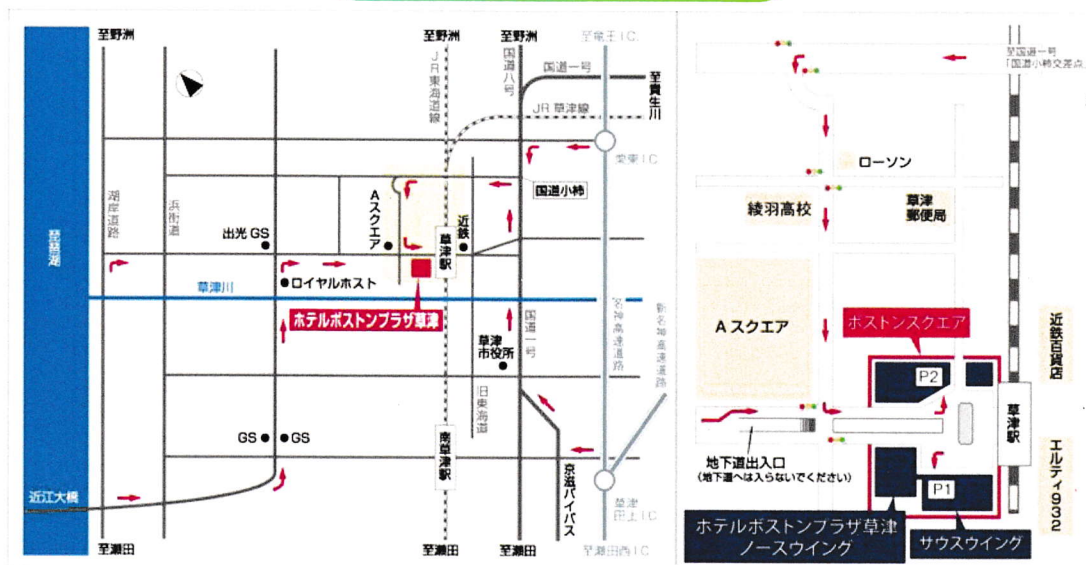 至野洲
至野洲
至野洲
至竜王I.C.
JR東海道線
国道八号
国道一号
至貴生川
JR草津線
栗東I.C
湖岸道路
浜街道
Aスクエア
近鉄
国道小柿
琵琶湖
出光GS
草津駅
草津川
ロイヤルホスト
ホテルボストンプラザ草津
国道一号
名神高速道路
新名神高速道路
草津
市役所
旧東海道
GS
GS
南草津駅
京滋バイパス
近江大橋
草津
田上I.C
至瀬田
至瀬田
至瀬田
至瀬田西I.C
至国道一号
「国道小柿交差点」
ローソン
綾羽高校
草津
郵便局
Aスクエア
ボストンスクエア
近鉄百貨店
P2
草津駅
地下道出入口
(地下道へは入らないでください)
P1
エルティ932
ホテルボストンプラザ草津
ノースウイング
サウスウイング